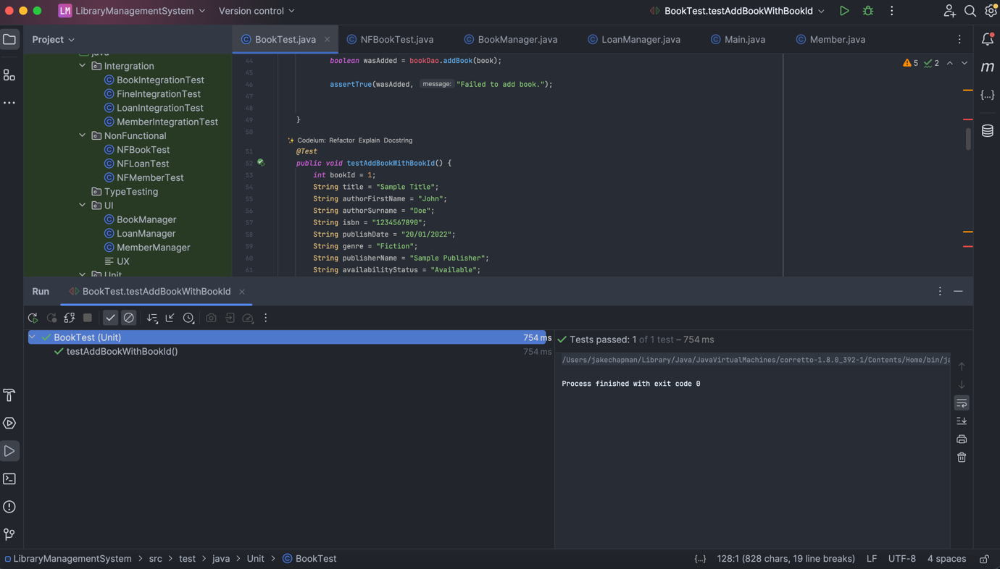 LM LibraryManagementSystem Version control BookTest.testAddBookWithBookId
Project BookTest.java NFBookTest.java BookManager.java LoanManager.java Main.java Member.java
java
Intergration
BookIntegrationTest
FineIntegrationTest
LoanIntegrationTest
MemberIntegrationTest
NonFunctional
NFBookTest
NFLoanTest
NFMemberTest
TypeTesting
UI
BookManager
LoanManager
MemberManager
UX
Unit
5 2
44 boolean wasAdded = bookDao.addBook(book);
45
46 assertTrue(wasAdded, message: "Failed to add book.");
47
48
49 }
50
Codeium: Refactor Explain Docstring
51 @Test
52 public void testAddBookWithBookId() {
53 int bookId = 1;
54 String title = "Sample Title";
55 String authorFirstName = "John";
56 String authorSurname = "Doe";
57 String isbn = "1234567890";
58 String publishDate = "20/01/2022";
59 String genre = "Fiction";
60 String publisherName = "Sample Publisher";
61 String availabilityStatus = "Available";
m
{...}
Run BookTest.testAddBookWithBookId
BookTest (Unit) 754 ms
testAddBookWithBookId() 754 ms
Tests passed: 1 of 1 test – 754 ms
/Users/jakechapman/Library/Java/JavaVirtualMachines/corretto-1.8.0_392-1/Contents/Home/bin/ja
Process finished with exit code 0
LibraryManagementSystem > src > test > java > Unit > BookTest {...} 128:1 (828 chars, 19 line breaks) LF UTF-8 4 spaces